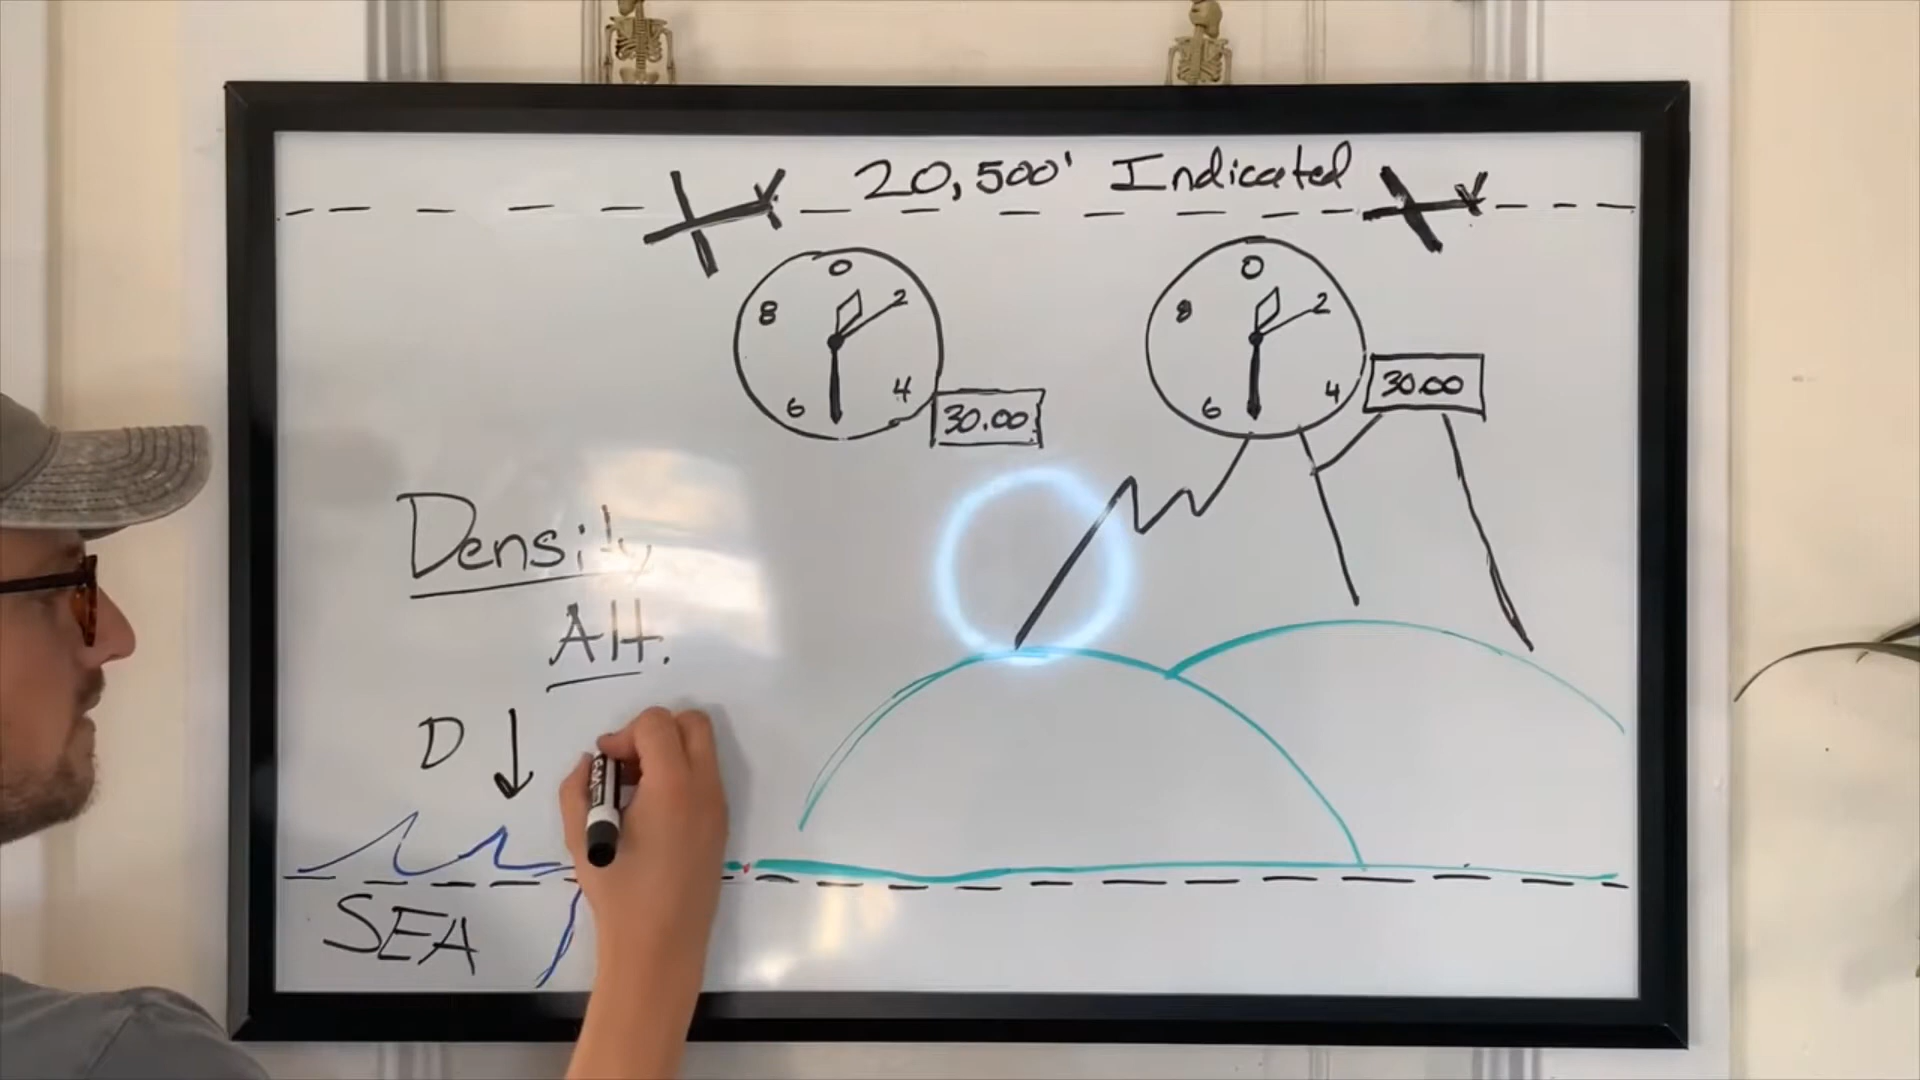 20,500' Indicated
0
2
4
6
8
30.00
0
2
4
6
8
30.00
Density
Alt.
D ↓
SEA